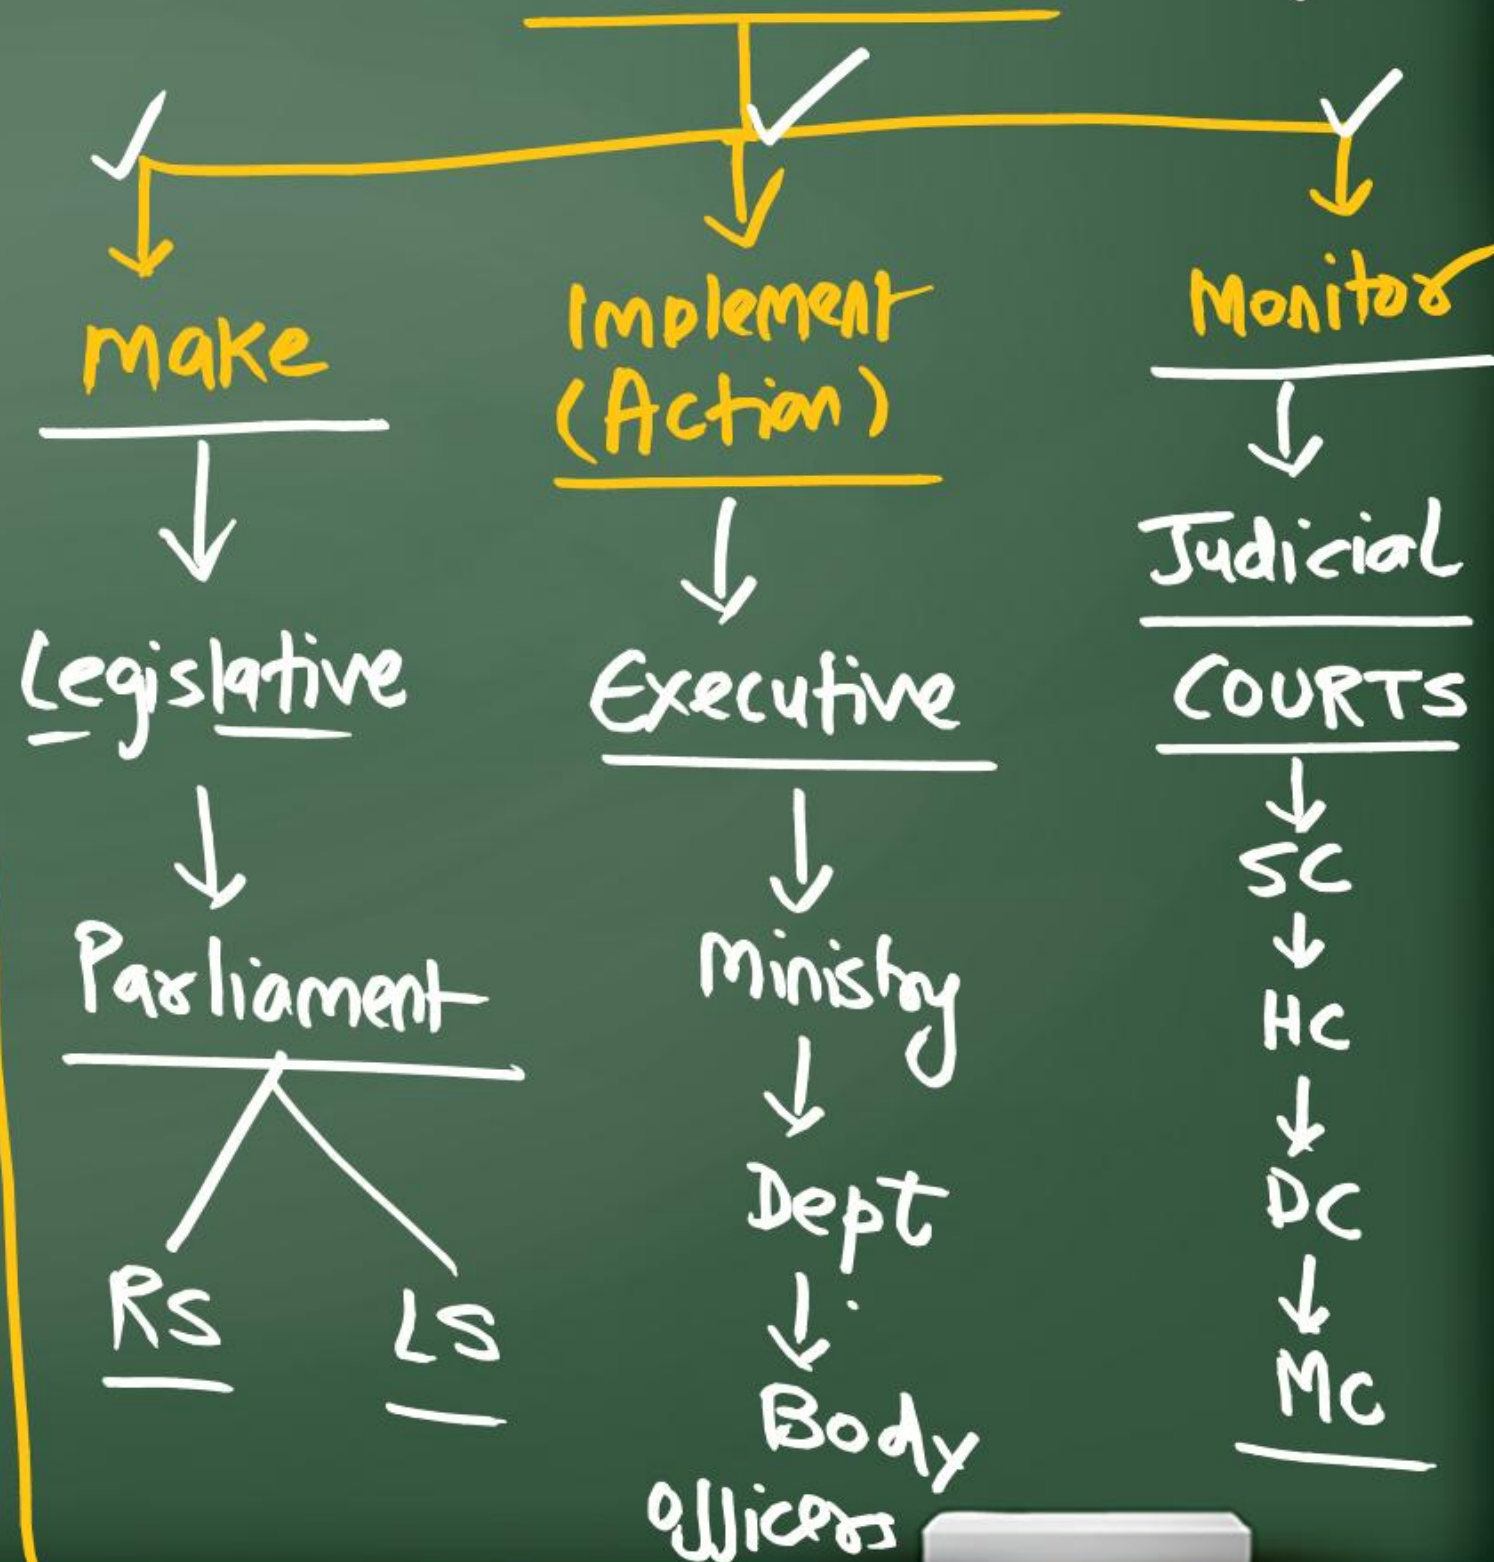 make
Implement
(Action)
Monitor
Legislative
Executive
Judicial
COURTS
Parliament
Ministry
SC
HC
Dept
DC
RS
LS
Body
officers
MC